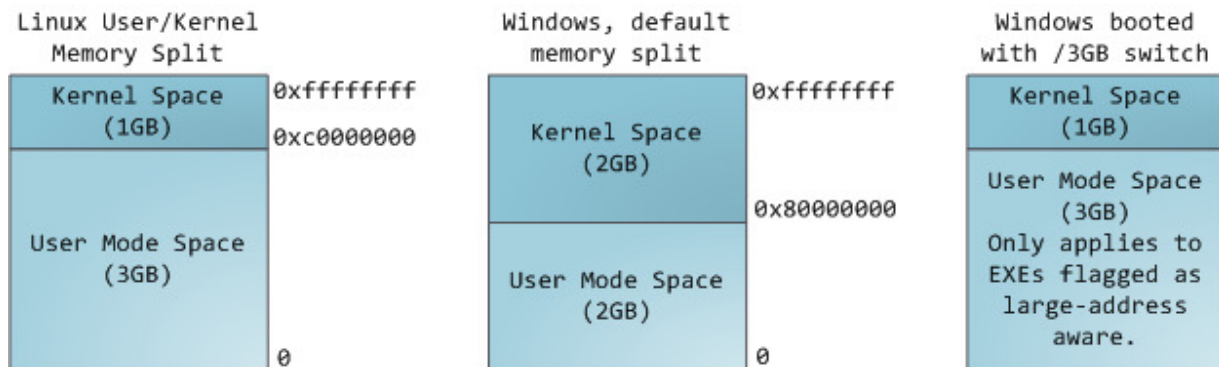 Linux User/Kernel
Memory Split
Kernel Space
(1GB)
0xffffffff
0xc0000000
User Mode Space
(3GB)
0
Windows, default
memory split
0xffffffff
Kernel Space
(2GB)
0x80000000
User Mode Space
(2GB)
0
Windows booted
with /3GB switch
Kernel Space
(1GB)
User Mode Space
(3GB)
Only applies to
EXEs flagged as
large-address
aware.